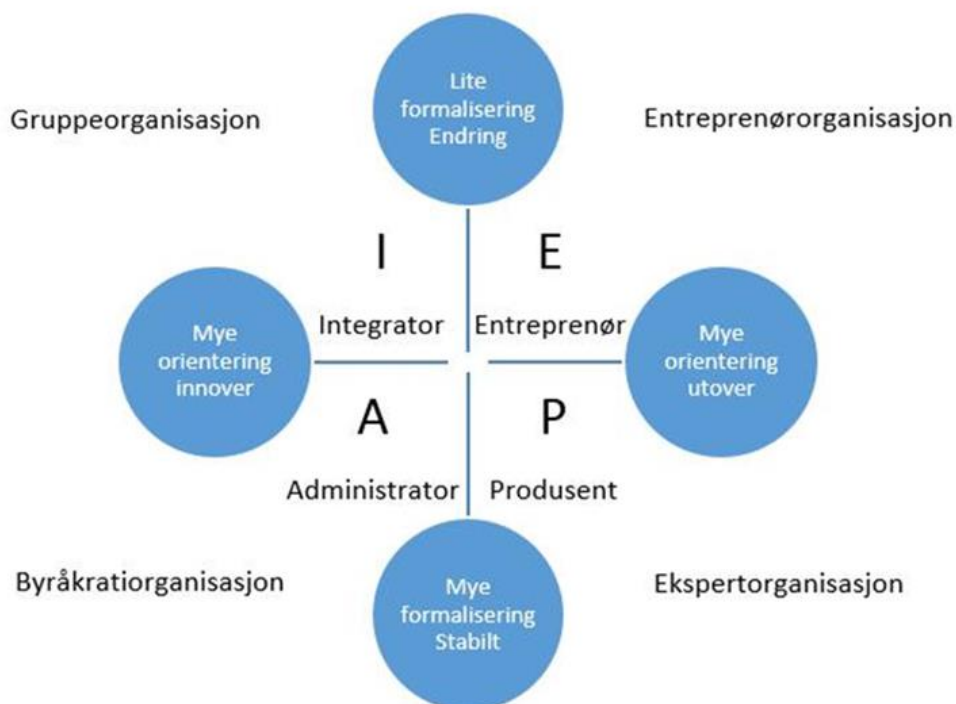 Lite
formalisering
Endring
Gruppeorganisasjon
Entreprenørorganisasjon
I
E
Integrator
Entreprenør
Mye
orientering
innover
Mye
orientering
utover
A
P
Administrator
Produsent
Byråkratiorganisasjon
Ekspertorganisasjon
Mye
formalisering
Stabilt